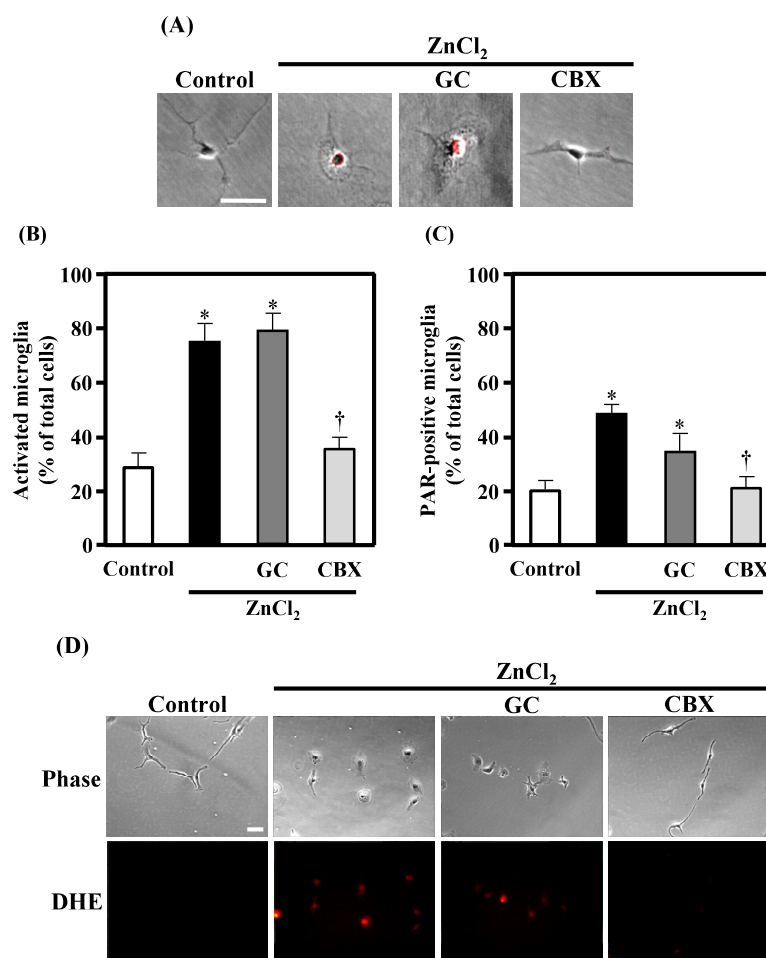 (A)
ZnCl₂
Control GC CBX
(B)
Activated microglia
(% of total cells)
100
80
60
40
20
0
*
*
†
Control GC CBX
ZnCl₂
(C)
PAR-positive microglia
(% of total cells)
100
80
60
40
20
0
*
*
†
Control GC CBX
ZnCl₂
(D)
ZnCl₂
Control GC CBX
Phase
DHE